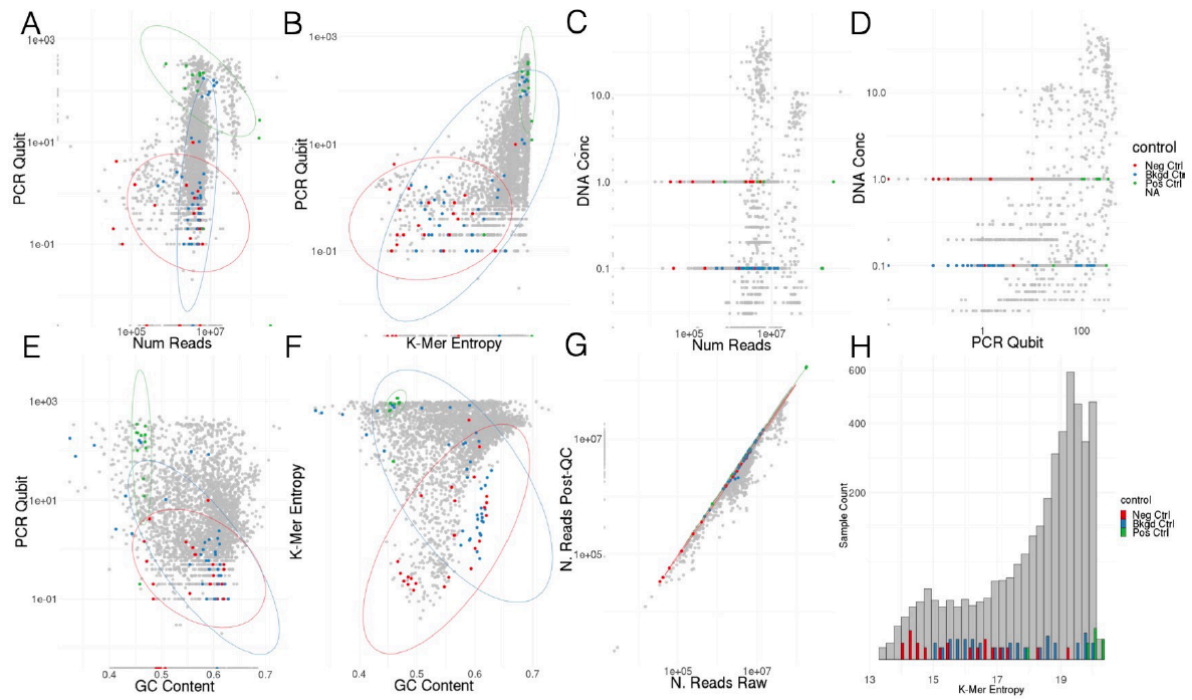 A
B
C
D
1e+03
1e+01
1e-01
PCR Qubit
1e+05
1e+07
Num Reads
1e+03
1e+01
1e-01
PCR Qubit
K-Mer Entropy
10.0
1.0
0.1
DNA Conc
1e+05
1e+07
Num Reads
10.0
1.0
0.1
DNA Conc
1
100
PCR Qubit
control
Neg Ctrl
Bkgd Ctr
Pos Ctrl
NA
E
F
G
H
1e+03
1e+01
1e-01
PCR Qubit
0.4
0.5
0.6
0.7
GC Content
K-Mer Entropy
0.4
0.5
0.6
0.7
GC Content
1e+07
1e+05
N. Reads Post-QC
1e+05
1e+07
N. Reads Raw
600
400
200
Sample Count
13
15
17
19
K-Mer Entropy
control
Neg Ctrl
Bkgd Ctrl
Pos Ctrl